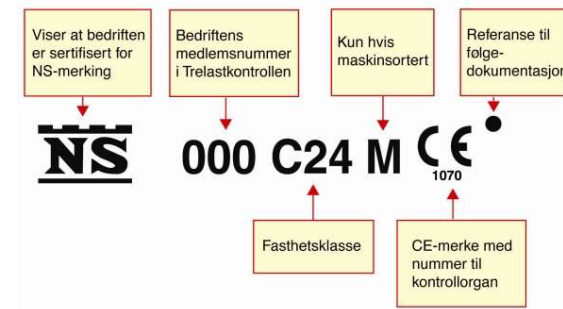 Viser at bedriften
er sertifisert for
NS-merking
Bedriftens
medlemsnummer
i Trelastkontrollen
Kun hvis
maskinsortert
Referanse til
følge-
dokumentasjon
NS 000 C24 M CE
1070
Fasthetsklasse
CE-merke med
nummer til
kontrollorgan